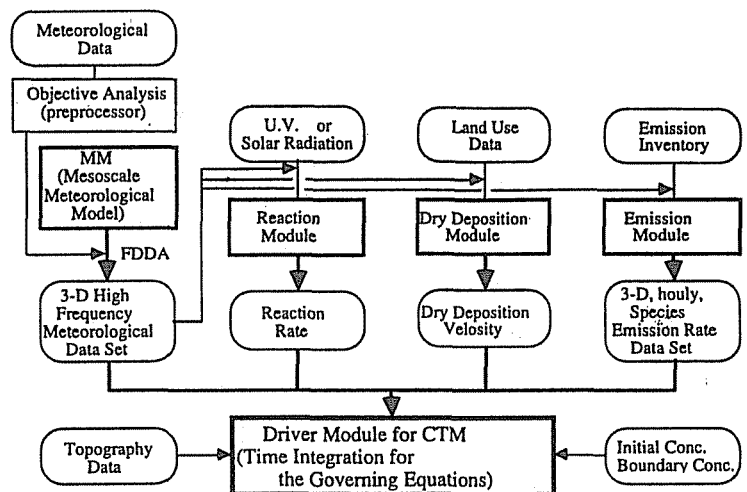 Meteorological
Data
Objective Analysis
(preprocessor)
MM
(Mesoscale
Meteorological
Model)
FDDA
3-D High
Frequency
Meteorological
Data Set
U.V. or
Solar Radiation
Reaction
Module
Reaction
Rate
Land Use
Data
Dry Deposition
Module
Dry Deposition
Velosity
Emission
Inventory
Emission
Module
3-D, houly,
Species
Emission Rate
Data Set
Topography
Data
Driver Module for CTM
(Time Integration for
the Governing Equations)
Initial Conc.
Boundary Conc.